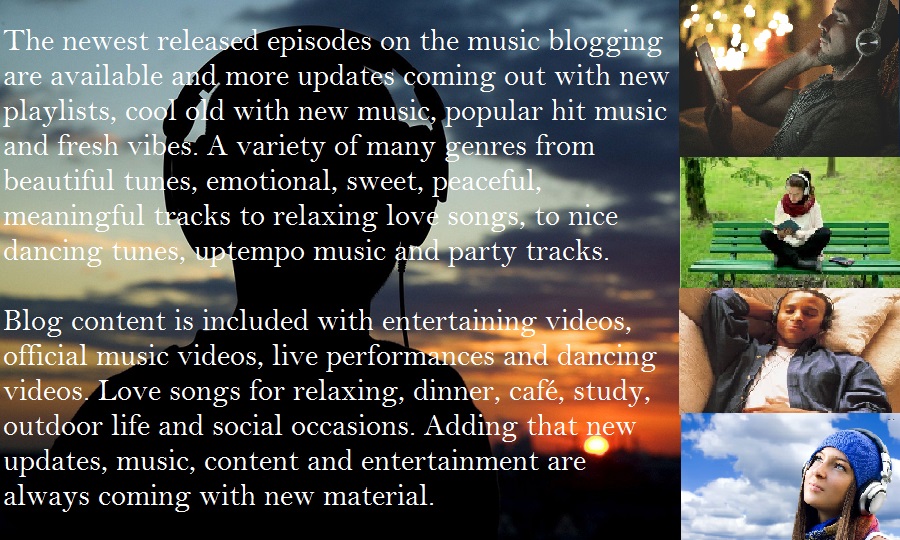 The newest released episodes on the music blogging
are available and more updates coming out with new
playlists, cool old with new music, popular hit music
and fresh vibes. A variety of many genres from
beautiful tunes, emotional, sweet, peaceful,
meaningful tracks to relaxing love songs, to nice
dancing tunes, uptempo music and party tracks.
Blog content is included with entertaining videos,
official music videos, live performances and dancing
videos. Love songs for relaxing, dinner, café, study,
outdoor life and social occasions. Adding that new
updates, music, content and entertainment are
always coming with new material.